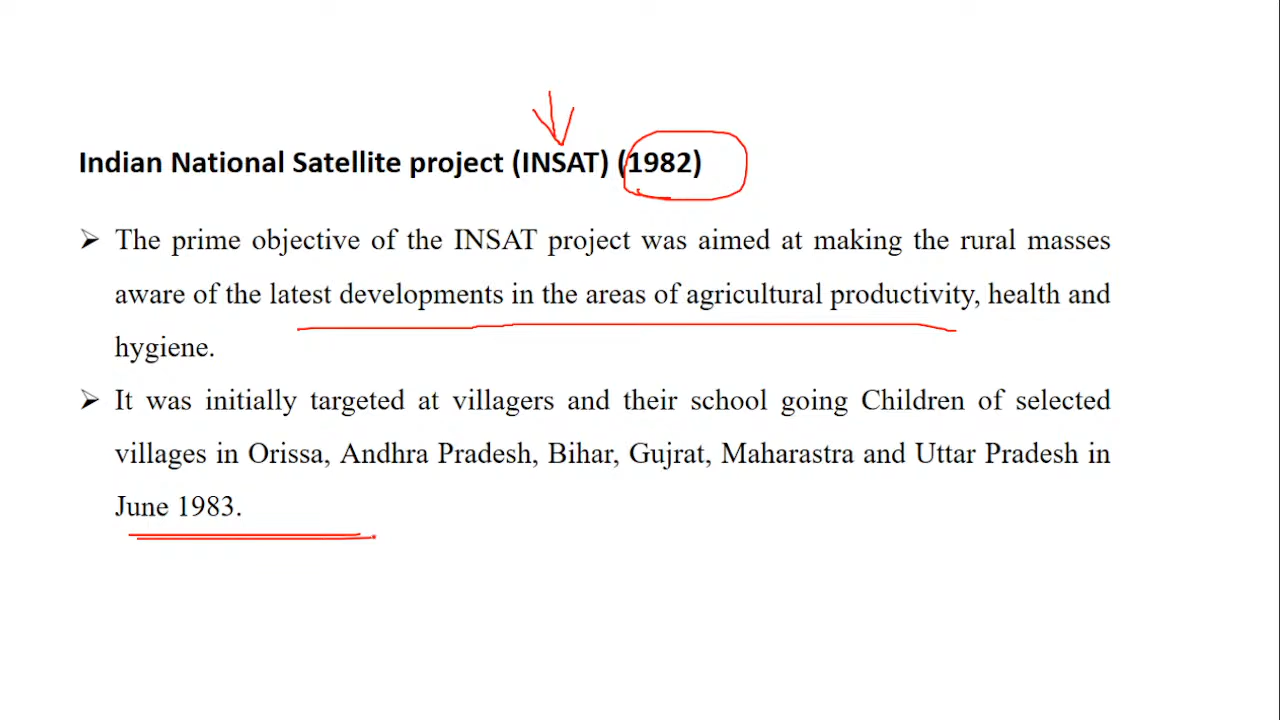 Indian National Satellite project (INSAT) (1982)
➢ The prime objective of the INSAT project was aimed at making the rural masses
aware of the latest developments in the areas of agricultural productivity, health and
hygiene.
➢ It was initially targeted at villagers and their school going Children of selected
villages in Orissa, Andhra Pradesh, Bihar, Gujrat, Maharastra and Uttar Pradesh in
June 1983.